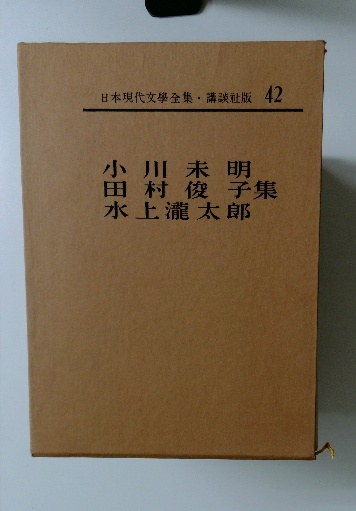 日本現代文學全集・講談社版 42
小川未明
田村俊子集
水上瀧太郎